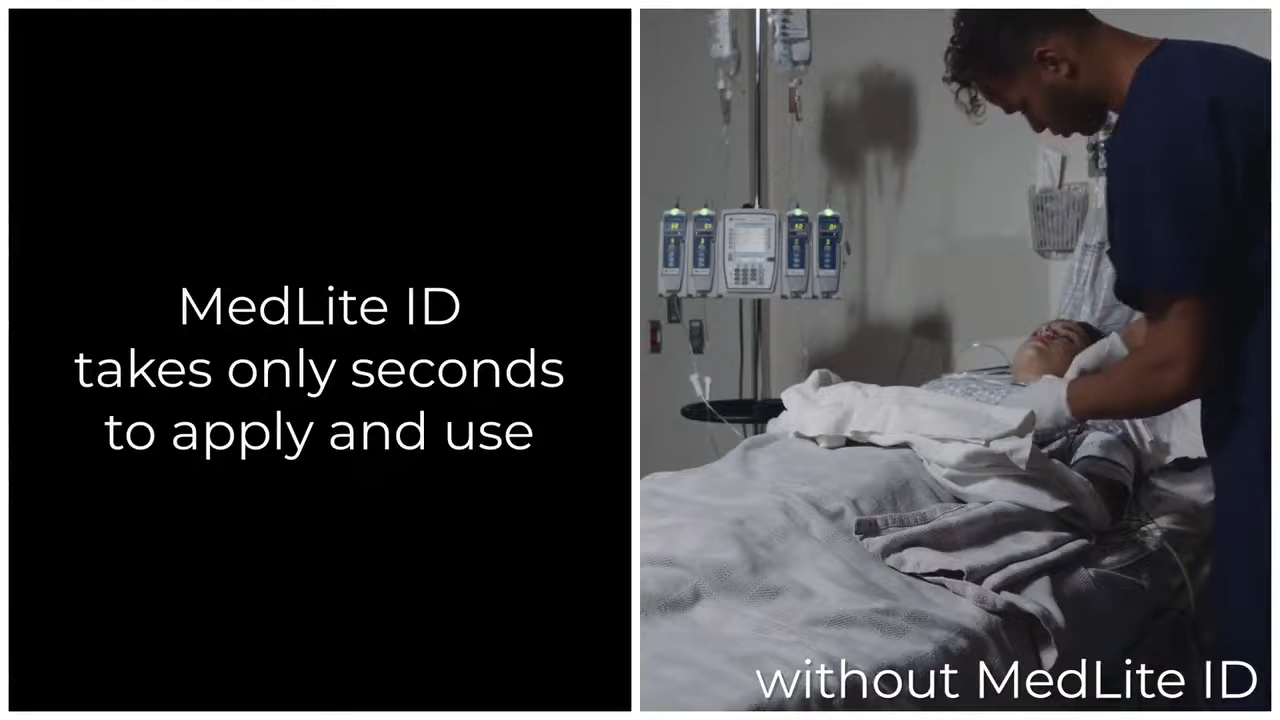 MedLite ID
takes only seconds
to apply and use
without MedLite ID